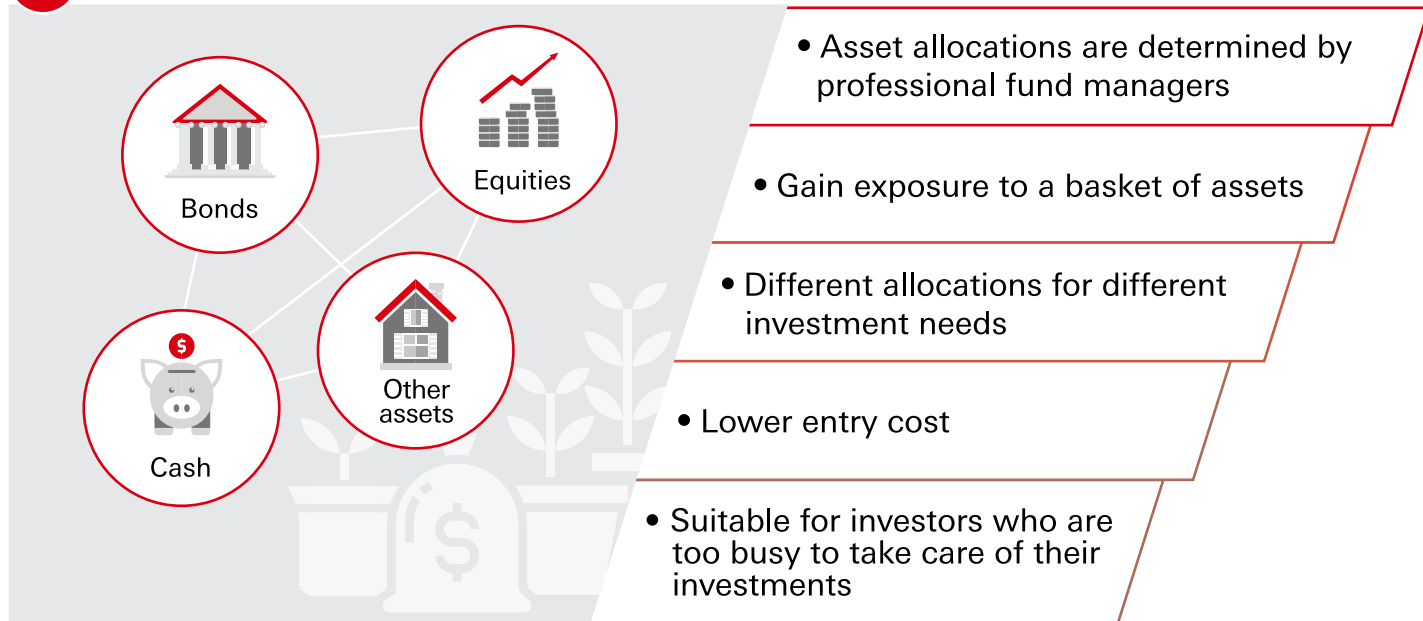 Bonds
Equities
Other
assets
$
Cash
$
• Asset allocations are determined by
professional fund managers
• Gain exposure to a basket of assets
• Different allocations for different
investment needs
• Lower entry cost
• Suitable for investors who are
too busy to take care of their
investments